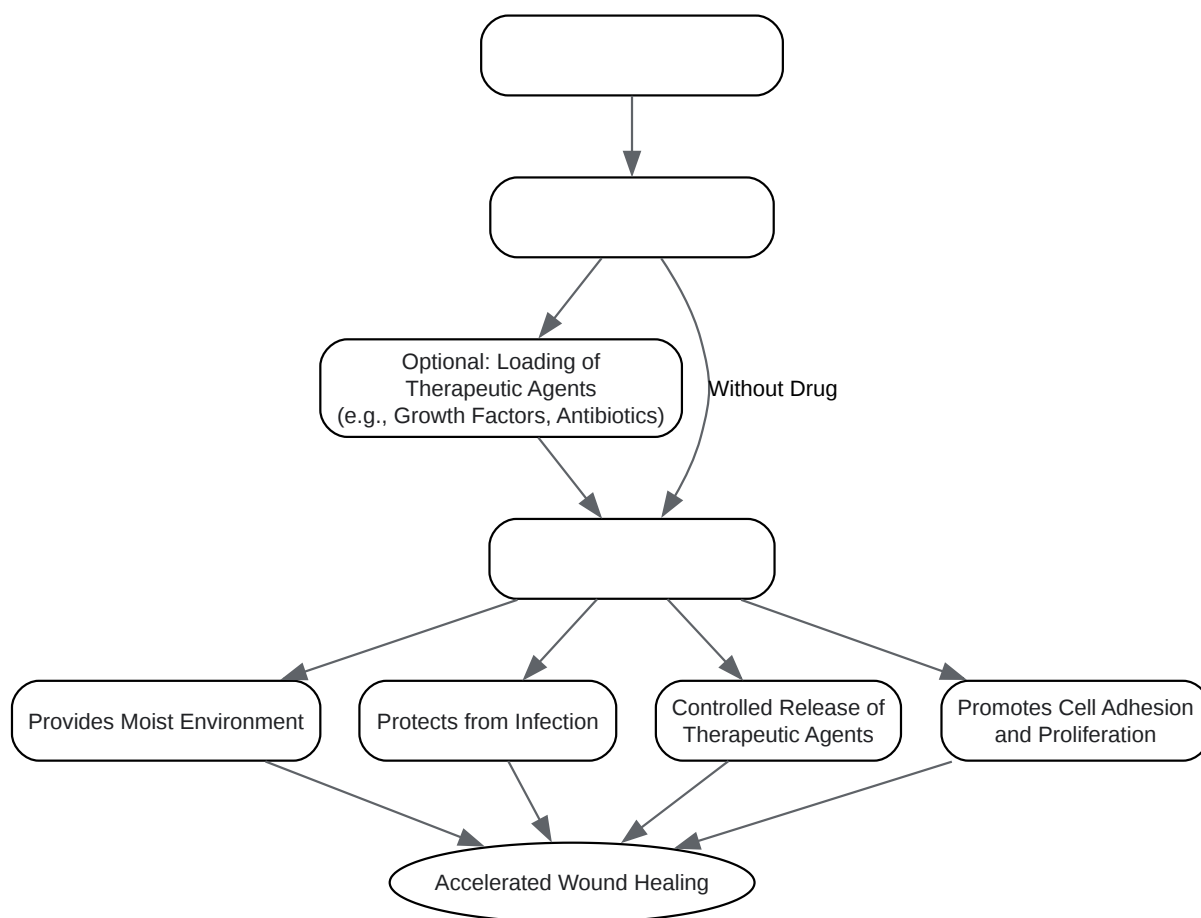 Optional: Loading of
Therapeutic Agents
(e.g., Growth Factors, Antibiotics)
Without Drug
Provides Moist Environment
Protects from Infection
Controlled Release of
Therapeutic Agents
Promotes Cell Adhesion
and Proliferation
Accelerated Wound Healing